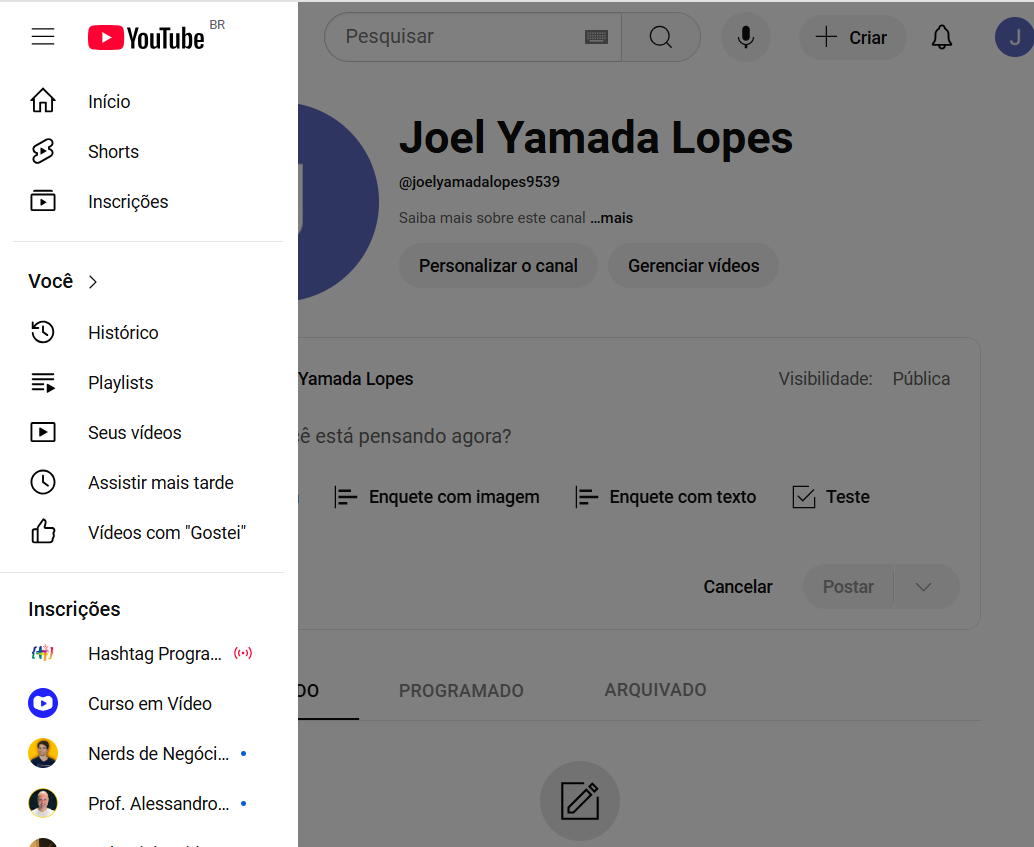 YouTube BR
Pesquisar
Criar
J
Início
Shorts
Inscrições
Você
Histórico
Playlists
Seus vídeos
Assistir mais tarde
Vídeos com "Gostei"
Inscrições
Hashtag Progra...
Curso em Vídeo
Nerds de Negóci...
Prof. Alessandro...
Joel Yamada Lopes
@joelyamadalopes9539
Saiba mais sobre este canal ...mais
Personalizar o canal
Gerenciar vídeos
Yamada Lopes
Visibilidade: Pública
ê está pensando agora?
Enquete com imagem
Enquete com texto
Teste
Cancelar
Postar
DO
PROGRAMADO
ARQUIVADO